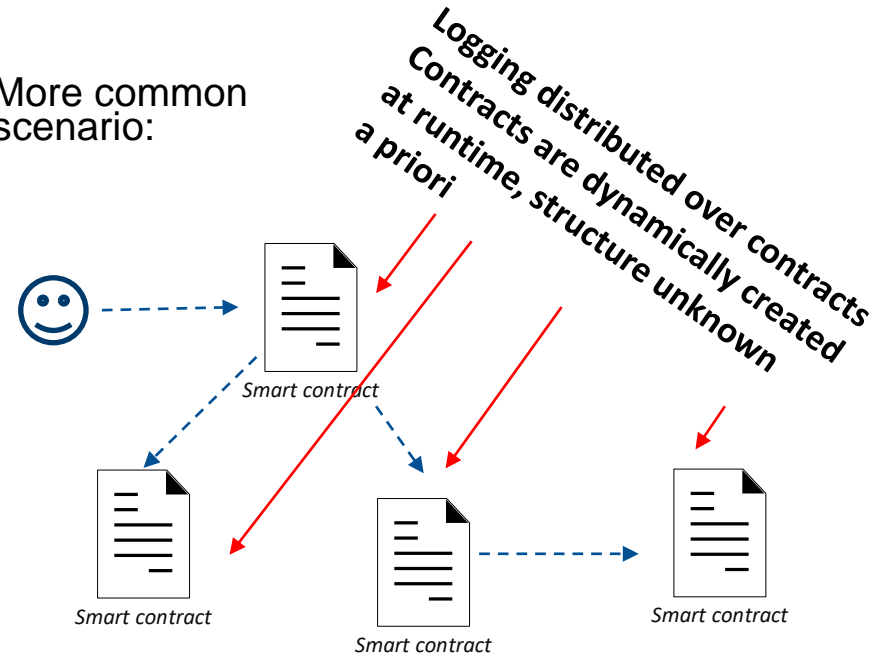 More common
scenario:
Logging distributed over contracts
Contracts are dynamically created
at runtime, structure unknown
a priori
Smart contract
Smart contract
Smart contract
Smart contract